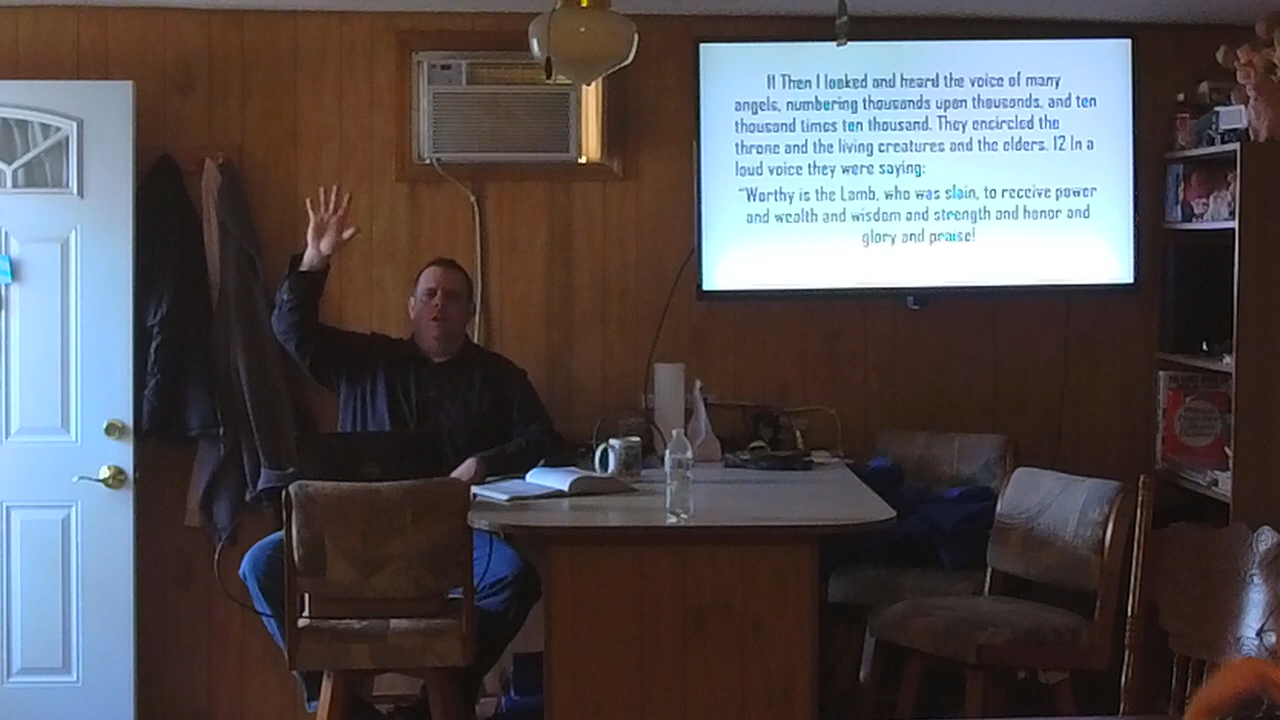 11 Then I looked and heard the voice of many
angels, numbering thousands upon thousands, and ten
thousand times ten thousand. They encircled the
throne and the living creatures and the elders. 12 In a
loud voice they were saying:
"Worthy is the Lamb, who was slain, to receive power
and wealth and wisdom and strength and honor and
glory and praise!